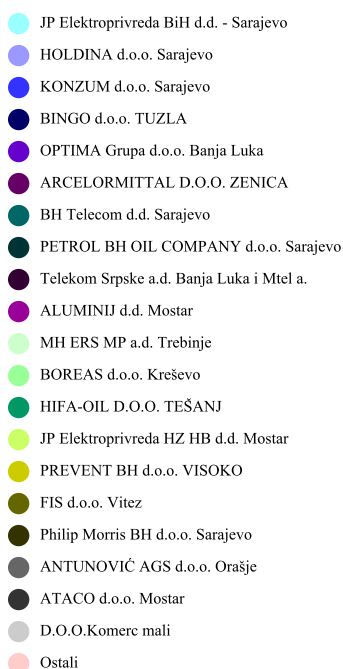 JP Elektroprivreda BiH d.d. - Sarajevo
HOLDINA d.o.o. Sarajevo
KONZUM d.o.o. Sarajevo
BINGO d.o.o. TUZLA
OPTIMA Grupa d.o.o. Banja Luka
ARCELORMITTAL D.O.O. ZENICA
BH Telecom d.d. Sarajevo
PETROL BH OIL COMPANY d.o.o. Sarajevo
Telekom Srpske a.d. Banja Luka i Mtel a.
ALUMINIJ d.d. Mostar
MH ERS MP a.d. Trebinje
BOREAS d.o.o. Kreševo
HIFA-OIL D.O.O. TEŠANJ
JP Elektroprivreda HZ HB d.d. Mostar
PREVENT BH d.o.o. VISOKO
FIS d.o.o. Vitez
Philip Morris BH d.o.o. Sarajevo
ANTUNOVIĆ AGS d.o.o. Orašje
ATACO d.o.o. Mostar
D.O.O.Komerc mali
Ostali